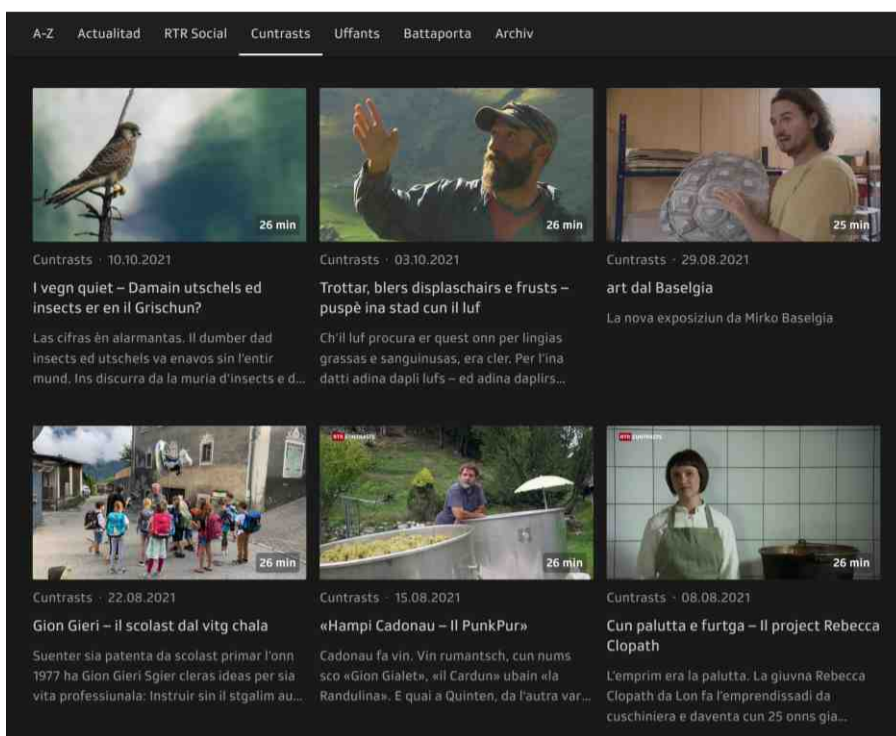 A-Z Actualitad RTR Social Cuntrasts Uffants Battaporta Archiv
26 min
26 min
25 min
Cuntrasts · 10.10.2021
I vegn quiet – Damain utschels ed
insects er en il Grischun?
Las cifras èn alarmantas. Il dumber dad
insects ed utschels va enavos sin l'entir
mund. Ins discurra da la muria d'insects e d...
Cuntrasts · 03.10.2021
Trottar, blers displaschairs e frusts –
puspè ina stad cun il luf
Ch'il luf procura er quest onn per lingias
grassas e sanguinusas, era cler. Per l'ina
datti adina dapli lufs – ed adina daplirs...
Cuntrasts · 29.08.2021
art dal Baselgia
La nova exposiziun da Mirko Baselgia
26 min
RTR CUNTRASTS
26 min
RTR CUNTRASTS
26 min
Cuntrasts · 22.08.2021
Gion Gieri – il scolast dal vitg chala
Suenter sia patenta da scolast primar l'onn
1977 ha Gion Gieri Sgier cleras ideas per sia
vita professiunala: Instruir sin il stgalim au...
Cuntrasts · 15.08.2021
«Hampi Cadonau – Il PunkPur»
Cadonau fa vin. Vin rumantsch, cun nums
sco «Gion Gialet», «il Cardun» ubain «la
Randulina». E quai a Quinten, da l'autra var...
Cuntrasts · 08.08.2021
Cun palutta e furtga – Il project Rebecca
Clopath
L'emprim era la palutta. La giuvna Rebecca
Clopath da Lon fa l'emprendissadi da
cuschiniera e daventa cun 25 onns gia...